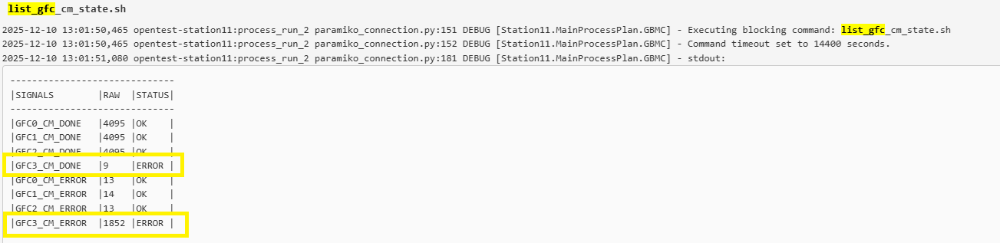 list_gfc_cm_state.sh
2025-12-10 13:01:50,465 opentest-station11:process_run_2 paramiko_connection.py:151 DEBUG [Station11.MainProcessPlan.GBMC] - Executing blocking command: list_gfc_cm_state.sh
2025-12-10 13:01:50,465 opentest-station11:process_run_2 paramiko_connection.py:152 DEBUG [Station11.MainProcessPlan.GBMC] - Command timeout set to 14400 seconds.
2025-12-10 13:01:51,080 opentest-station11:process_run_2 paramiko_connection.py:181 DEBUG [Station11.MainProcessPlan.GBMC] - stdout:
------------------------------
|SIGNALS        |RAW  |STATUS|
------------------------------
|GFC0_CM_DONE   |4095 |OK    |
|GFC1_CM_DONE   |4095 |OK    |
|GFC2_CM_DONE   |4095 |OK    |
|GFC3_CM_DONE   |9    |ERROR |
|GFC0_CM_ERROR  |13   |OK    |
|GFC1_CM_ERROR  |14   |OK    |
|GFC2_CM_ERROR  |13   |OK    |
|GFC3_CM_ERROR  |1852 |ERROR |